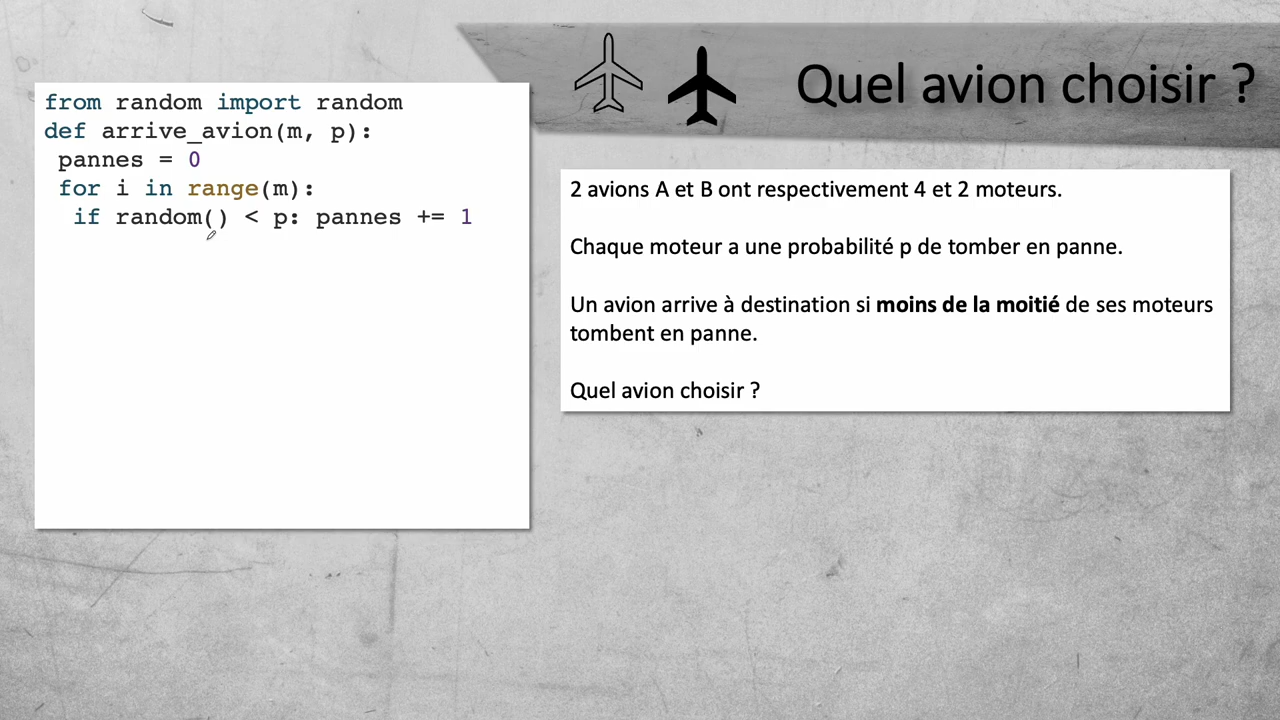 Quel avion choisir ?
from random import random
def arrive_avion(m, p):
 pannes = 0
 for i in range(m):
  if random() < p: pannes += 1
2 avions A et B ont respectivement 4 et 2 moteurs.
Chaque moteur a une probabilité p de tomber en panne.
Un avion arrive à destination si moins de la moitié de ses moteurs
tombent en panne.
Quel avion choisir ?